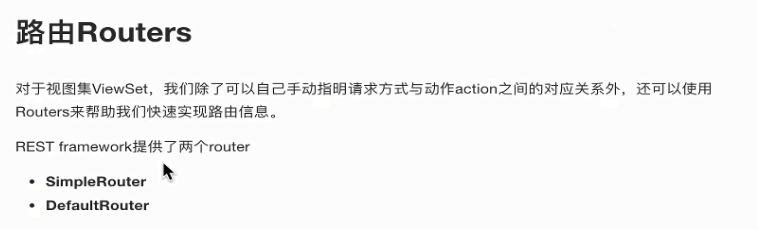 路由Routers
对于视图集ViewSet，我们除了可以自己手动指明请求方式与动作action之间的对应关系外，还可以使用
Routers来帮助我们快速实现路由信息。
REST framework提供了两个router
• SimpleRouter
• DefaultRouter